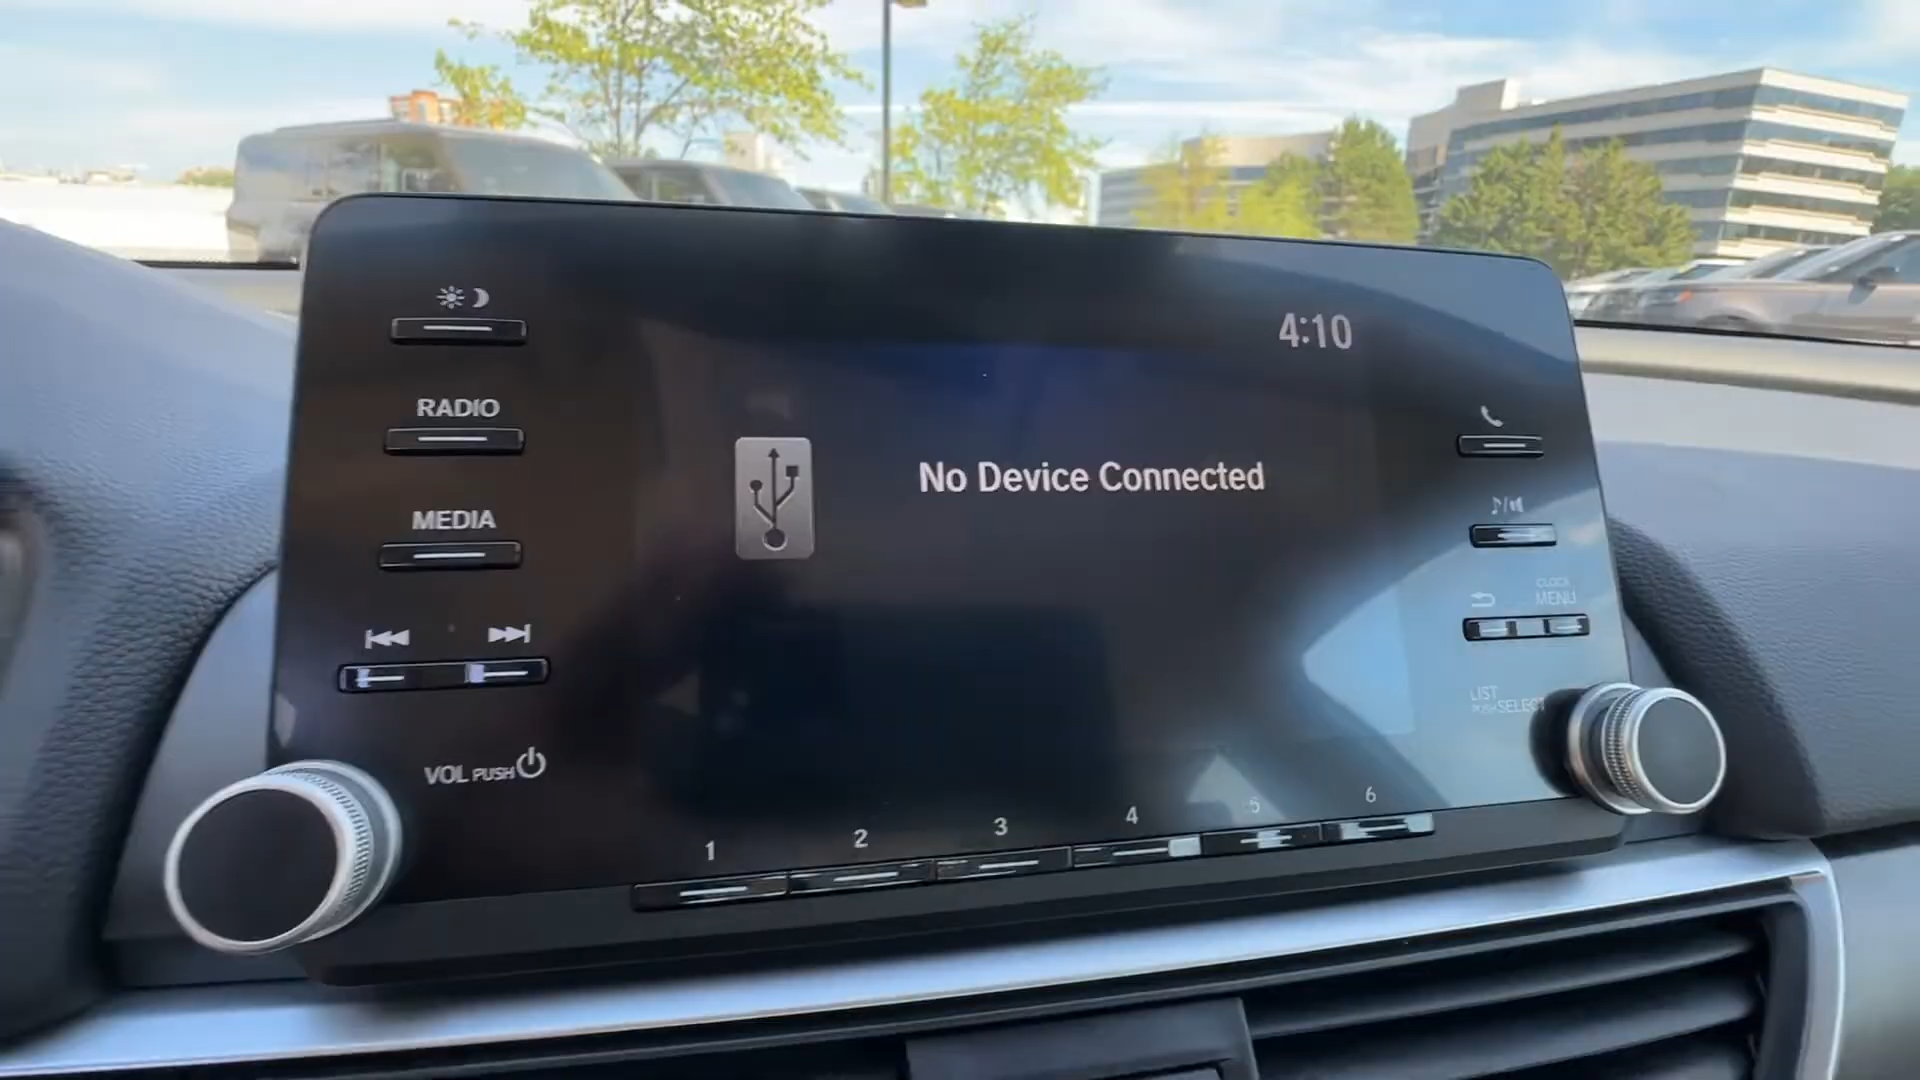 4:10
RADIO
No Device Connected
MEDIA
CLOCK
MENU
LIST
PUSH SELECT
VOL PUSH
1 2 3 4 5 6